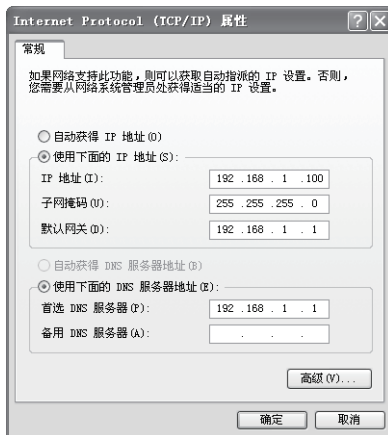 Internet Protocol (TCP/IP) 属性
常规
如果网络支持此功能，则可以获取自动指派的 IP 设置。否则，
您需要从网络系统管理员处获得适当的 IP 设置。
自动获得 IP 地址(O)
使用下面的 IP 地址(S):
IP 地址(I): 192 .168 . 1 .100
子网掩码(U): 255 .255 .255 . 0
默认网关(D): 192 .168 . 1 . 1
自动获得 DNS 服务器地址(B)
使用下面的 DNS 服务器地址(E):
首选 DNS 服务器(P): 192 .168 . 1 . 1
备用 DNS 服务器(A): . . .
高级(V)...
确定 取消